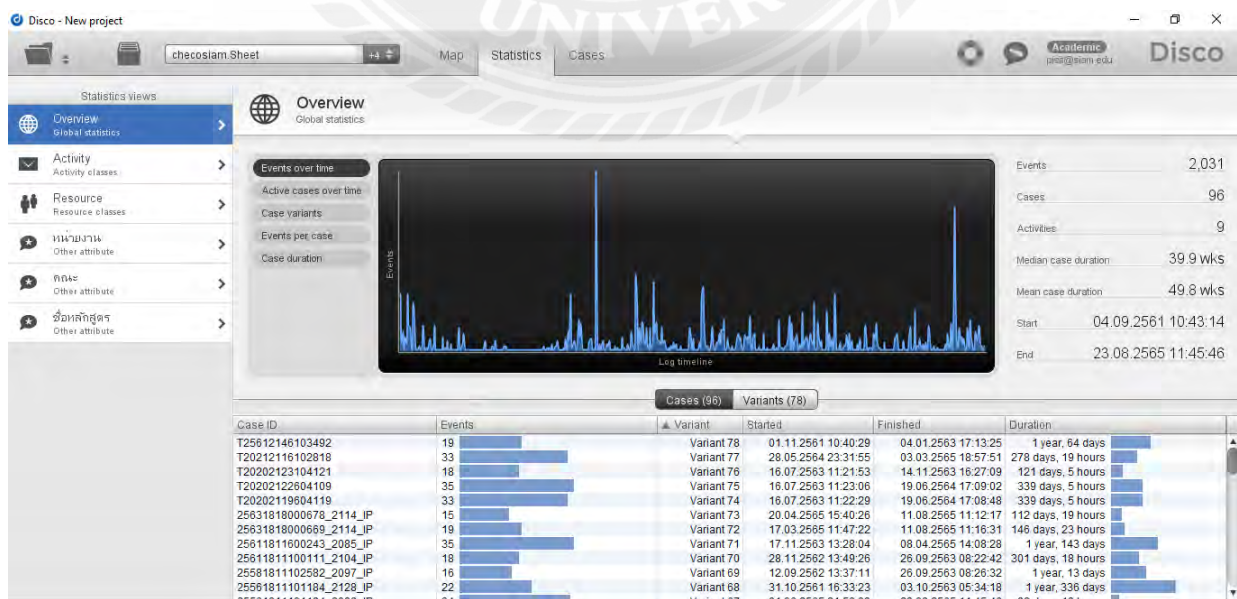 UNIVER
Disco - New project
checosiam Sheet +4 Map Statistics Cases Academic Disco
Statistics views
Overview
Global statistics
Activity
Activity classes
Resource
Resource classes
หน่วยงาน
Other attribute
คณะ
Other attribute
ชื่อหลักสูตร
Other attribute
Overview
Global statistics
Events over time
Active cases over time
Case variants
Events per case
Case duration
Events
Log timeline
Events 2,031
Cases 96
Activities 9
Median case duration 39.9 wks
Mean case duration 49.8 wks
Start 04.09.2561 10:43:14
End 23.08.2565 11:45:46
Cases (96) Variants (78)
Case ID Events Variant Started Finished Duration
T25612146103492 19 Variant 78 01.11.2561 10:40:29 04.01.2563 17:13:25 1 year, 64 days
T20212116102818 33 Variant 77 28.05.2564 23:31:55 03.03.2565 18:57:51 278 days, 19 hours
T20202123104121 18 Variant 76 16.07.2563 11:21:53 14.11.2563 16:27:09 121 days, 5 hours
T20202122604109 35 Variant 75 16.07.2563 11:23:06 19.06.2564 17:09:02 339 days, 5 hours
T20202119604119 33 Variant 74 16.07.2563 11:22:29 19.06.2564 17:08:48 339 days, 5 hours
25631818000678_2114_IP 15 Variant 73 20.04.2565 15:40:26 11.08.2565 11:12:17 112 days, 19 hours
25631818000669_2114_IP 19 Variant 72 17.03.2565 11:47:22 11.08.2565 11:16:31 146 days, 23 hours
25611811600243_2085_IP 35 Variant 71 17.11.2563 13:28:04 08.04.2565 14:08:28 1 year, 143 days
25611811100111_2104_IP 18 Variant 70 28.11.2562 13:49:26 26.09.2563 08:22:42 301 days, 18 hours
25581811102582_2097_IP 16 Variant 69 12.09.2562 13:37:11 26.09.2563 08:26:32 1 year, 13 days
25561811101184_2128_IP 22 Variant 68 31.10.2561 16:33:23 03.10.2563 05:34:18 1 year, 336 days